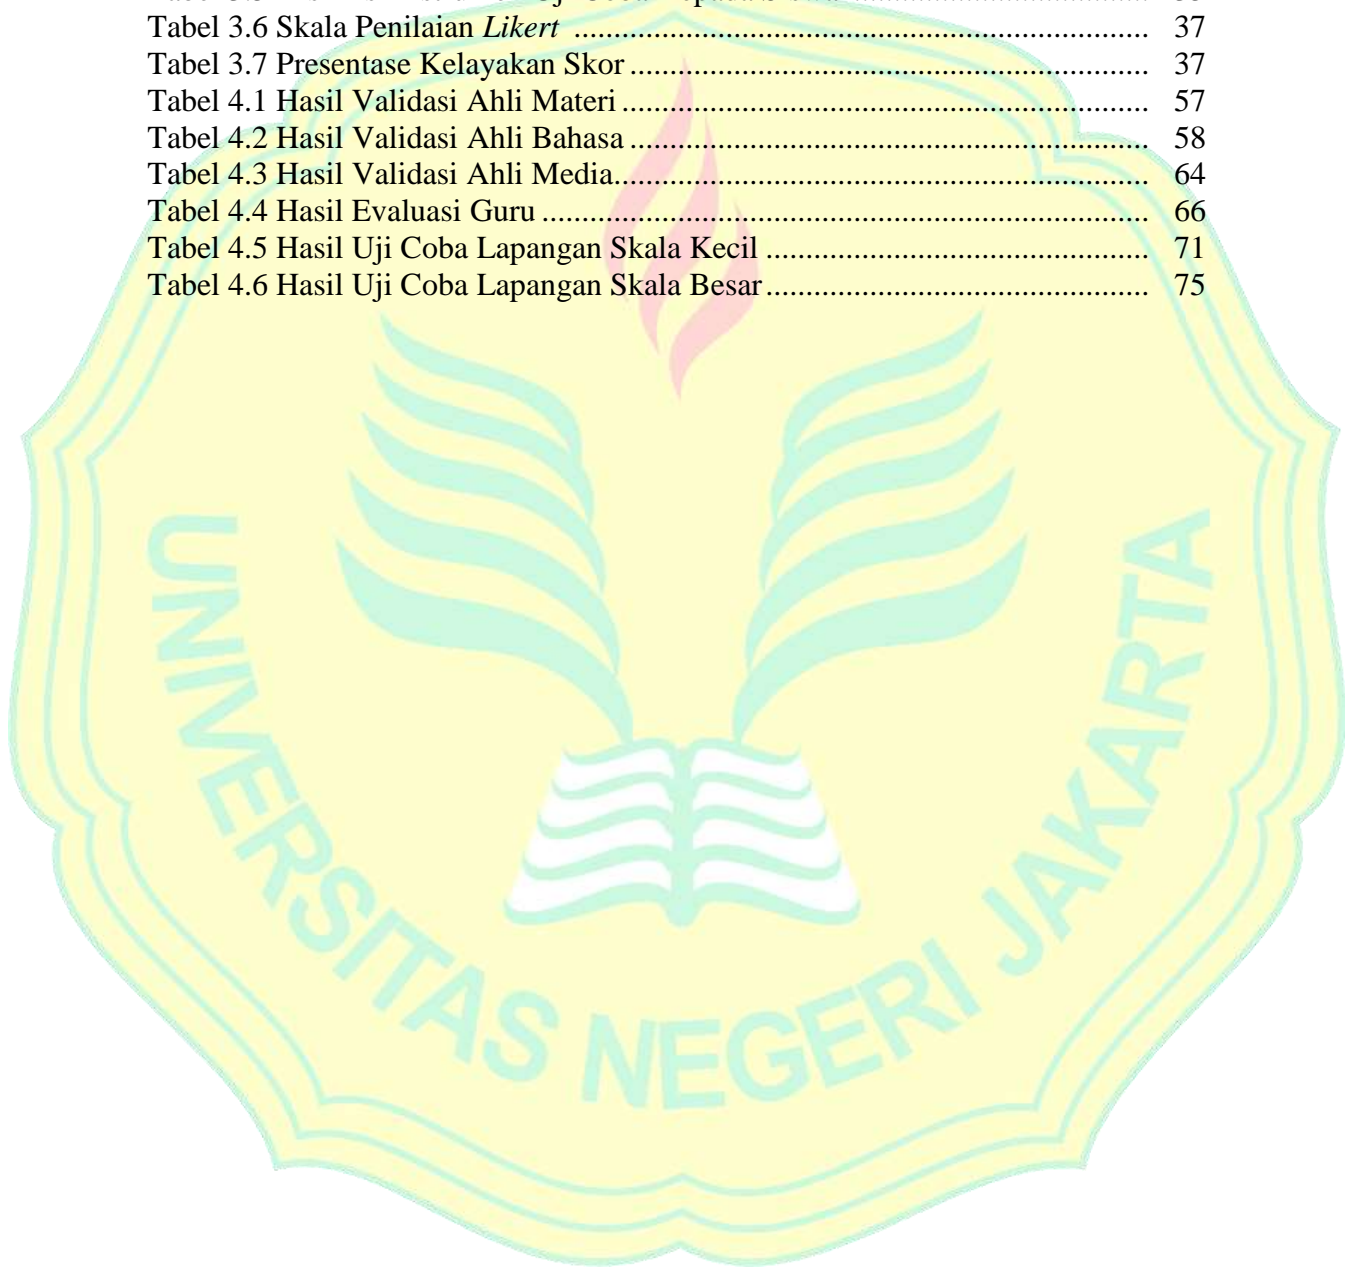 Tabel 3.6 Skala Penilaian Likert ........................................................................ 37
Tabel 3.7 Presentase Kelayakan Skor ................................................................. 37
Tabel 4.1 Hasil Validasi Ahli Materi .................................................................. 57
Tabel 4.2 Hasil Validasi Ahli Bahasa ................................................................. 58
Tabel 4.3 Hasil Validasi Ahli Media................................................................... 64
Tabel 4.4 Hasil Evaluasi Guru ............................................................................ 66
Tabel 4.5 Hasil Uji Coba Lapangan Skala Kecil ................................................ 71
Tabel 4.6 Hasil Uji Coba Lapangan Skala Besar ................................................ 75
UNIVERSITAS NEGERI JAKARTA